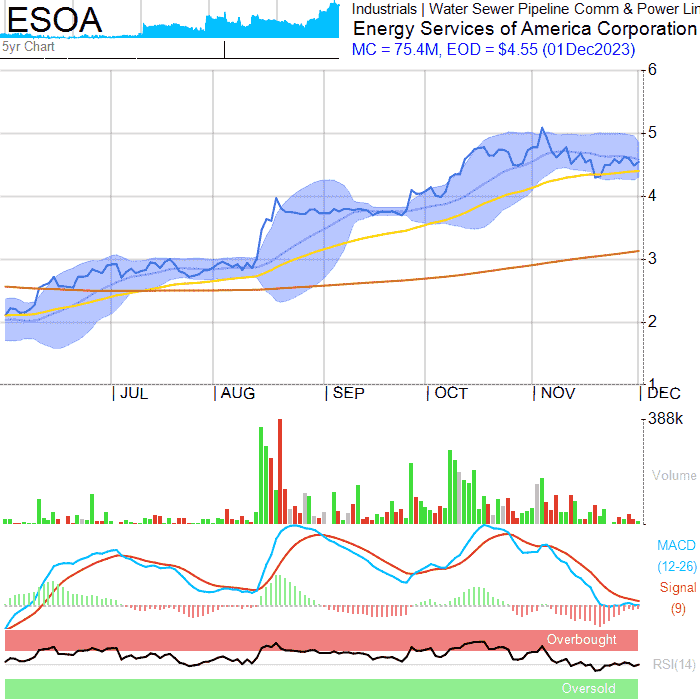 ESOA
Industrials | Water Sewer Pipeline Comm & Power Lin
Energy Services of America Corporation
5yr Chart
MC = 75.4M, EOD = $4.55 (01Dec2023)
6
5
4
3
2
1
JUL AUG SEP OCT NOV DEC
388k
Volume
MACD
(12-26)
Signal
(9)
Overbought
RSI(14)
Oversold